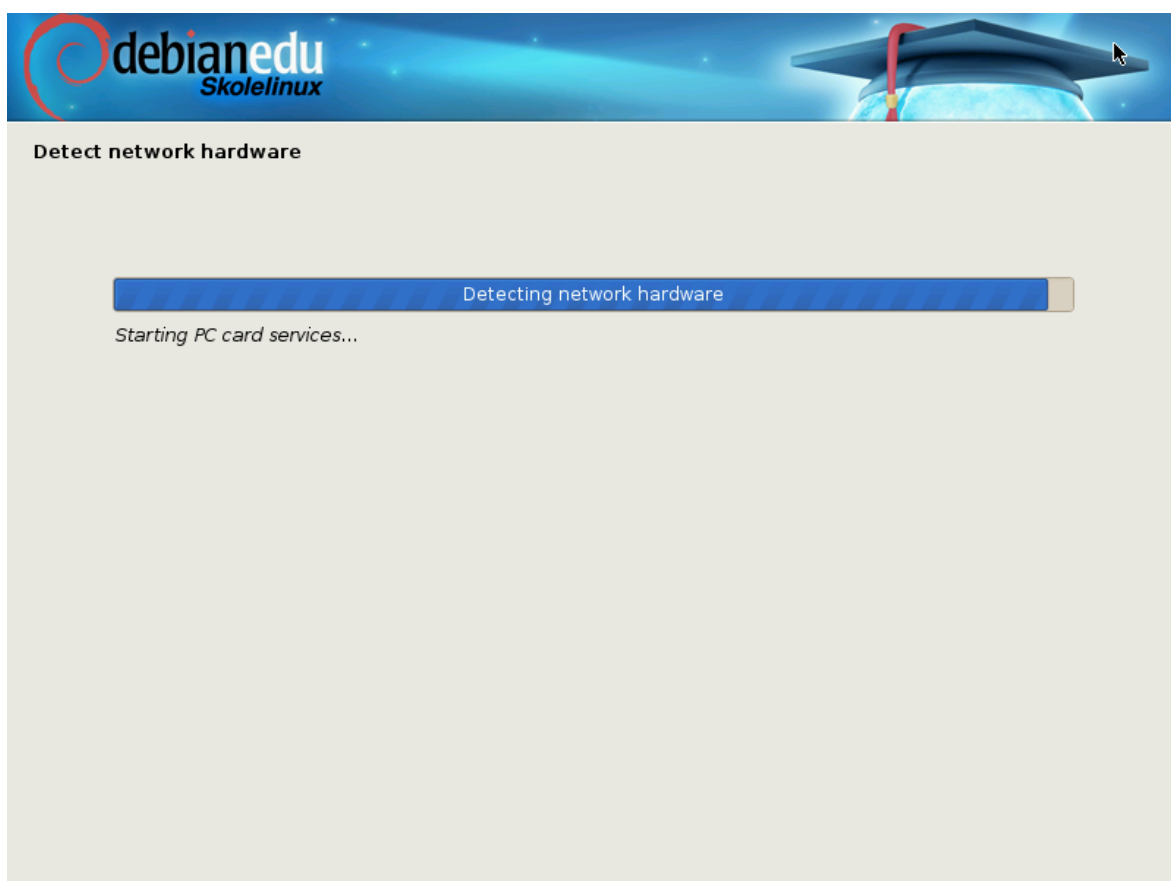 debianedu
Skolelinux
Detect network hardware
Detecting network hardware
Starting PC card services...